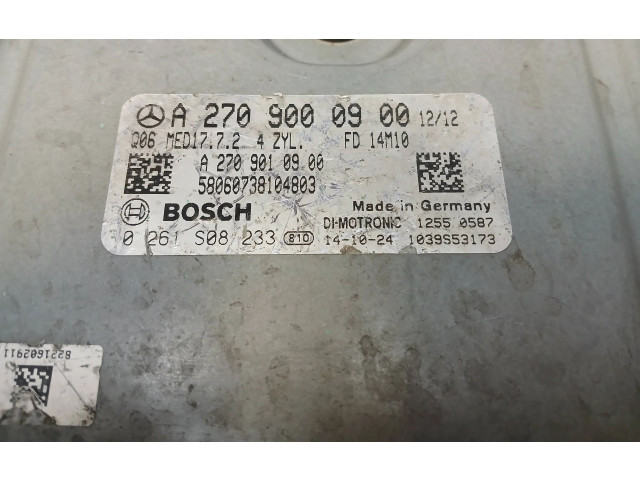 A 270 900 09 00 12/12
Q06 MED17.7.2 4 ZYL. FD 14M10
A 270 901 09 00
58060738104803
Made in Germany
BOSCH DI-MOTRONIC 1255 0587
0 261 S08 233 810 14-10-24 1039S53173
8221602911